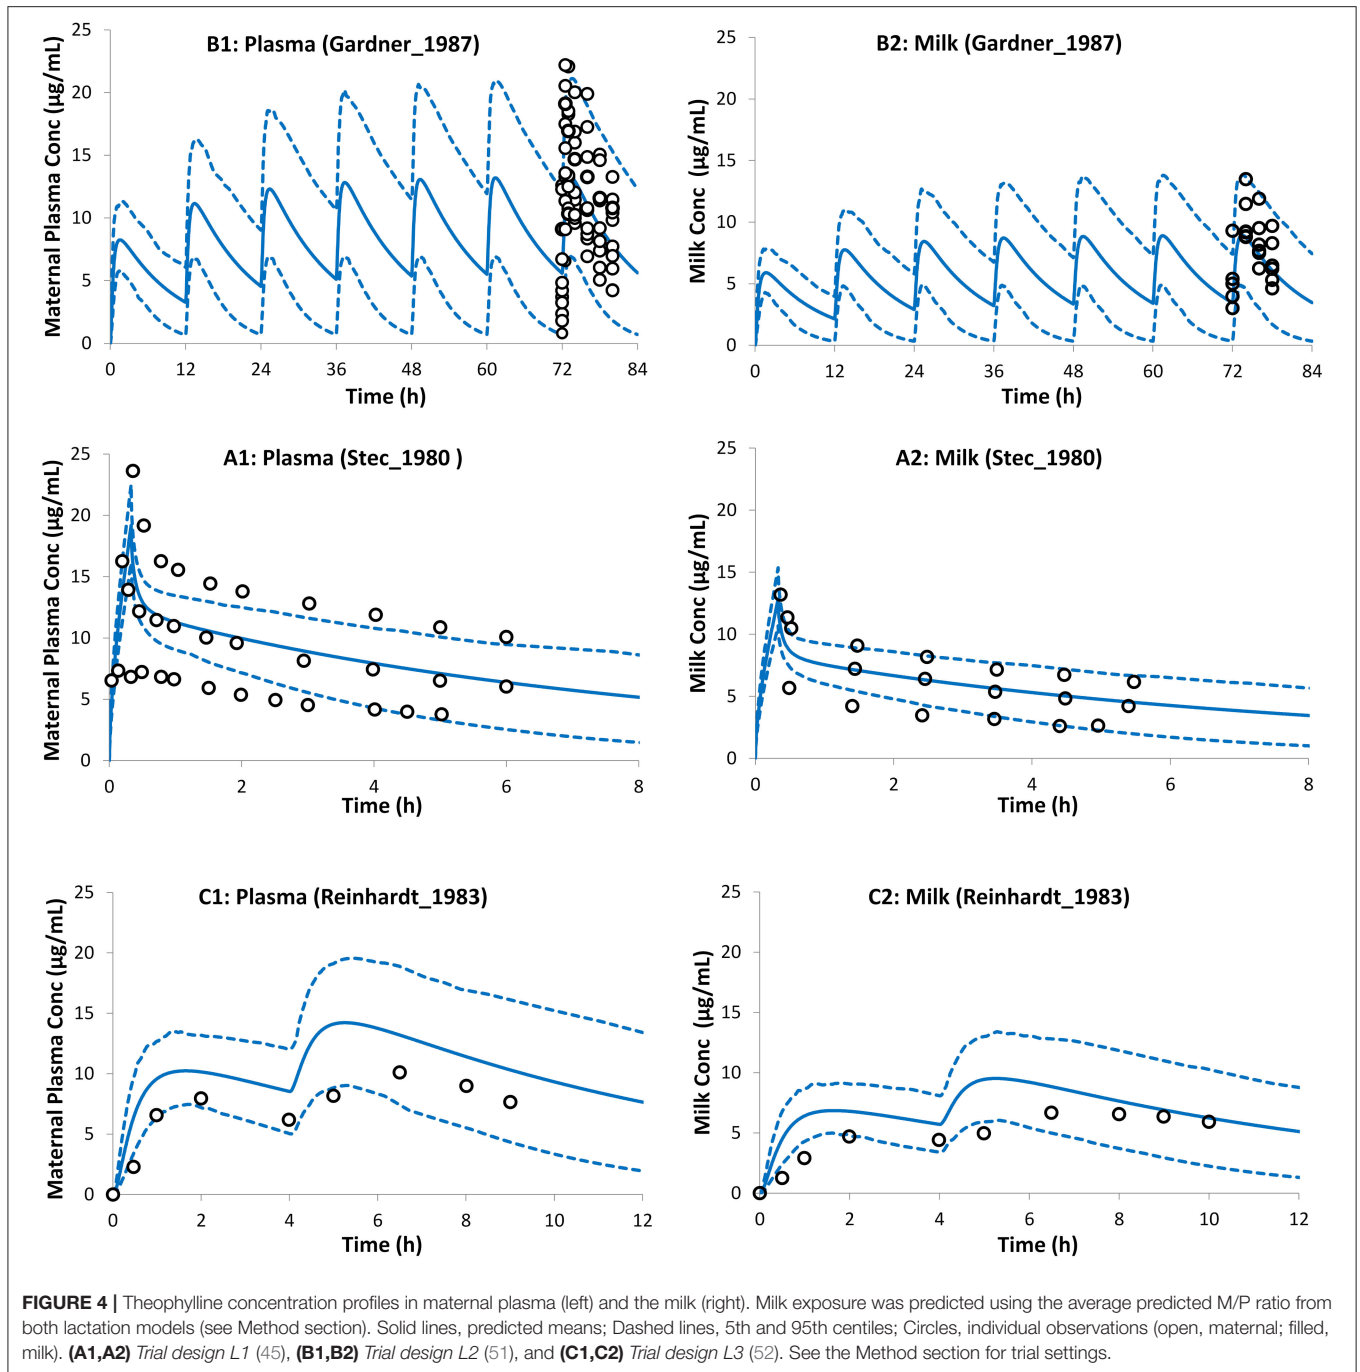 B1: Plasma (Gardner_1987)
Maternal Plasma Conc (µg/mL)
25
20
15
10
5
0
0 12 24 36 48 60 72 84
Time (h)
B2: Milk (Gardner_1987)
Milk Conc (µg/mL)
25
20
15
10
5
0
0 12 24 36 48 60 72 84
Time (h)
A1: Plasma (Stec_1980 )
Maternal Plasma Conc (µg/mL)
25
20
15
10
5
0
0 2 4 6 8
Time (h)
A2: Milk (Stec_1980)
Milk Conc (µg/mL)
25
20
15
10
5
0
0 2 4 6 8
Time (h)
C1: Plasma (Reinhardt_1983)
Maternal Plasma Conc (µg/mL)
25
20
15
10
5
0
0 2 4 6 8 10 12
Time (h)
C2: Milk (Reinhardt_1983)
Milk Conc (µg/mL)
25
20
15
10
5
0
0 2 4 6 8 10 12
Time (h)
FIGURE 4 | Theophylline concentration profiles in maternal plasma (left) and the milk (right). Milk exposure was predicted using the average predicted M/P ratio from
both lactation models (see Method section). Solid lines, predicted means; Dashed lines, 5th and 95th centiles; Circles, individual observations (open, maternal; filled,
milk). (A1,A2) Trial design L1 (45), (B1,B2) Trial design L2 (51), and (C1,C2) Trial design L3 (52). See the Method section for trial settings.